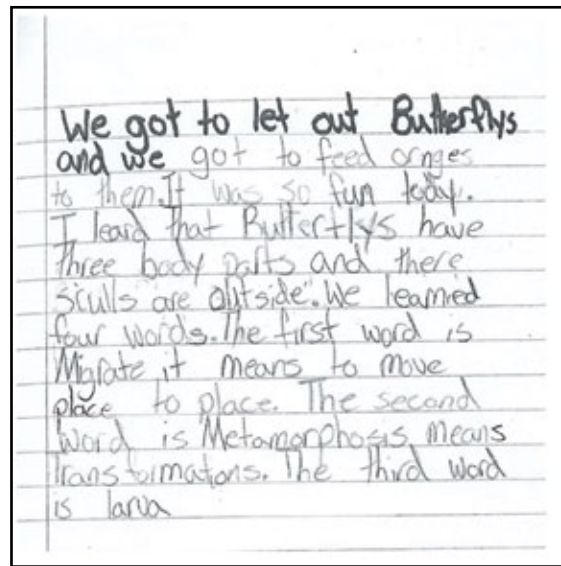 We got to let out Butterflys
and we got to feed ornges
to them.It was so fun today.
I leard that Butterflys have
three body parts and there
sculls are outside.We learnied
four words.The first word is
Migrate it means to move
place to place. The second
word is Metamorphosis means
Transformations. The third word
is larva